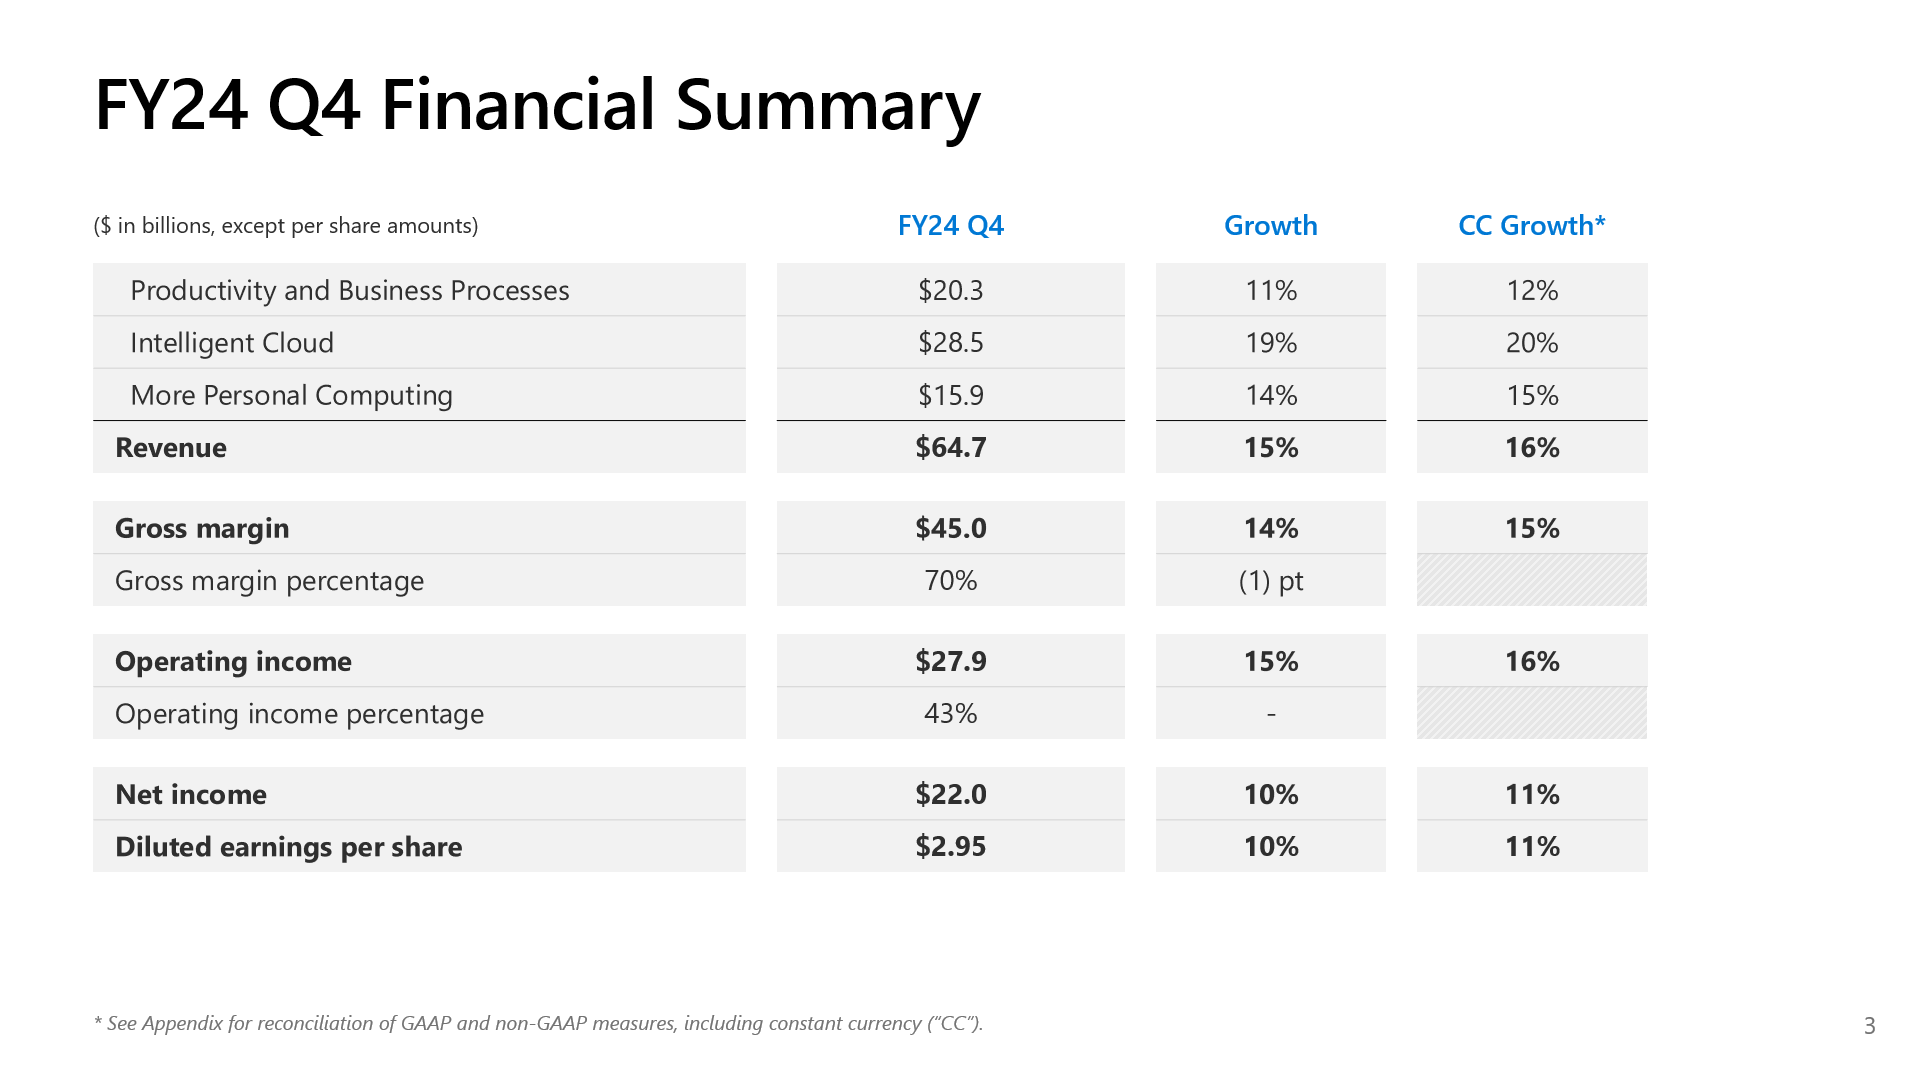 FY24 Q4 Financial Summary
($ in billions, except per share amounts) FY24 Q4 Growth CC Growth*
Productivity and Business Processes $20.3 11% 12%
Intelligent Cloud $28.5 19% 20%
More Personal Computing $15.9 14% 15%
Revenue $64.7 15% 16%
Gross margin $45.0 14% 15%
Gross margin percentage 70% (1) pt
Operating income $27.9 15% 16%
Operating income percentage 43% -
Net income $22.0 10% 11%
Diluted earnings per share $2.95 10% 11%
* See Appendix for reconciliation of GAAP and non-GAAP measures, including constant currency (“CC”).
3